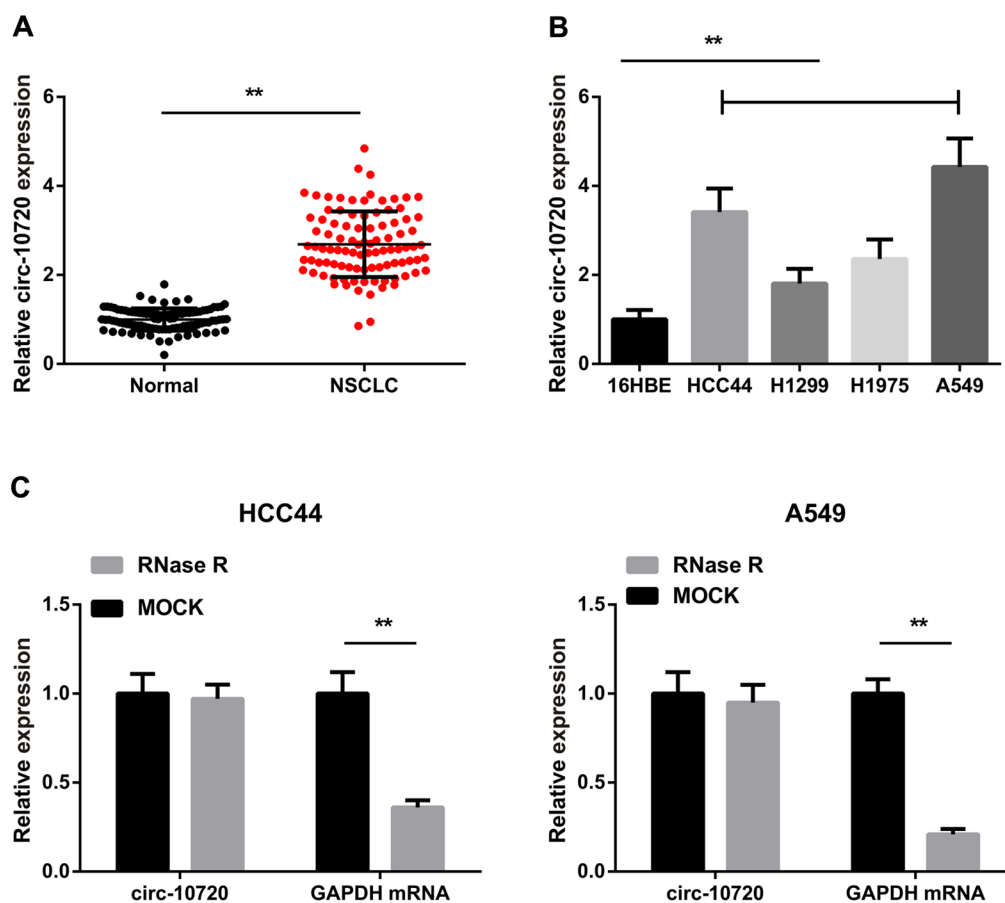 A
Relative circ-10720 expression
6
4
2
0
**
Normal
NSCLC
B
Relative circ-10720 expression
6
4
2
0
**
16HBE
HCC44
H1299
H1975
A549
C
HCC44
RNase R
MOCK
Relative expression
1.5
1.0
0.5
0.0
**
circ-10720
GAPDH mRNA
A549
RNase R
MOCK
Relative expression
1.5
1.0
0.5
0.0
**
circ-10720
GAPDH mRNA